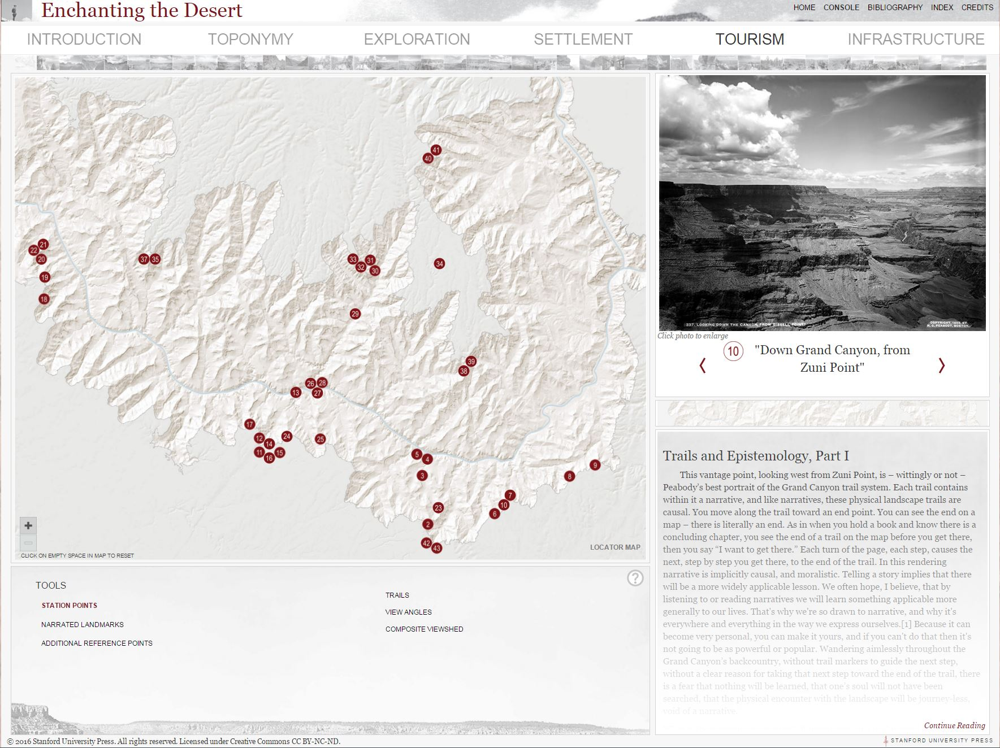 Enchanting the Desert
HOME CONSOLE BIBLIOGRAPHY INDEX CREDITS
INTRODUCTION TOPONYMY EXPLORATION SETTLEMENT TOURISM INFRASTRUCTURE
41
40
21
22
20
37 35
33 31
32 30
34
19
18
29
39
38
26 28
13 27
17
12 24
14 25
11 15
16
5
4
3
9
8
7
10
6
23
2
42
43
+
−
LOCATOR MAP
CLICK ON EMPTY SPACE IN MAP TO RESET
337. LOOKING DOWN THE CANYON, FROM BISSELL POINT.
COPYRIGHT, 1899, BY
H. G. PEABODY, BOSTON.
Click photo to enlarge
10 "Down Grand Canyon, from
Zuni Point"
TOOLS
STATION POINTS
NARRATED LANDMARKS
ADDITIONAL REFERENCE POINTS
TRAILS
VIEW ANGLES
COMPOSITE VIEWSHED
?
Trails and Epistemology, Part I
This vantage point, looking west from Zuni Point, is – wittingly or not –
Peabody’s best portrait of the Grand Canyon trail system. Each trail contains
within it a narrative, and like narratives, these physical landscape trails are
causal. You move along the trail toward an end point. You can see the end on a
map – there is literally an end. As in when you hold a book and know there is a
concluding chapter, you see the end of a trail on the map before you get there,
then you say “I want to get there.” Each turn of the page, each step, causes the
next, step by step you get there, to the end of the trail. In this rendering
narrative is implicitly causal, and moralistic. Telling a story implies that there
will be a more widely applicable lesson. We often hope, I believe, that by
listening to or reading narratives we will learn something applicable more
generally to our lives. That's why we're so drawn to narrative, and why it's
everywhere and everything in the way we express ourselves.[1] Because it can
become very personal, you can make it yours, and if you can't do that then it's
not going to be as powerful or popular. Wandering aimlessly throughout the
Grand Canyon’s backcountry, without trail markers to guide the next step,
without a clear reason for taking that next step toward the end of the trail, there
is a fear that nothing will be learned, that one’s soul will not have been
searched, that the physical encounter with the landscape will be journey-less,
void of a narrative.
Continue Reading
© 2016 Stanford University Press. All rights reserved. Licensed under Creative Commons CC BY-NC-ND.
STANFORD UNIVERSITY PRESS